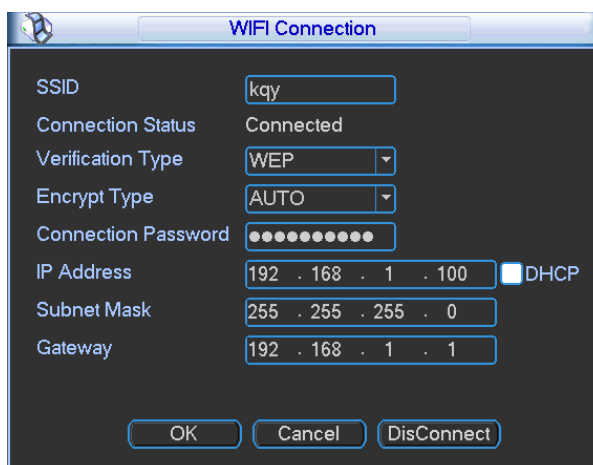 WIFI Connection
SSID kqy
Connection Status Connected
Verification Type WEP
Encrypt Type AUTO
Connection Password ●●●●●●●●●●
IP Address 192 . 168 . 1 . 100 DHCP
Subnet Mask 255 . 255 . 255 . 0
Gateway 192 . 168 . 1 . 1
OK Cancel DisConnect